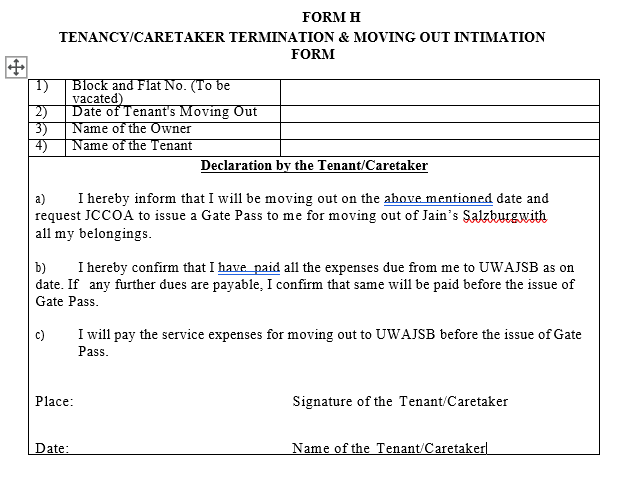 FORM H
TENANCY/CARETAKER TERMINATION & MOVING OUT INTIMATION
FORM
1) Block and Flat No. (To be
vacated)
2) Date of Tenant's Moving Out
3) Name of the Owner
4) Name of the Tenant
Declaration by the Tenant/Caretaker
a) I hereby inform that I will be moving out on the above mentioned date and
request JCCOA to issue a Gate Pass to me for moving out of Jain's Salzburgwith
all my belongings.
b) I hereby confirm that I have paid all the expenses due from me to UWAJSB as on
date. If any further dues are payable, I confirm that same will be paid before the issue of
Gate Pass.
c) I will pay the service expenses for moving out to UWAJSB before the issue of Gate
Pass.
Place: Signature of the Tenant/Caretaker
Date: Name of the Tenant/Caretaker